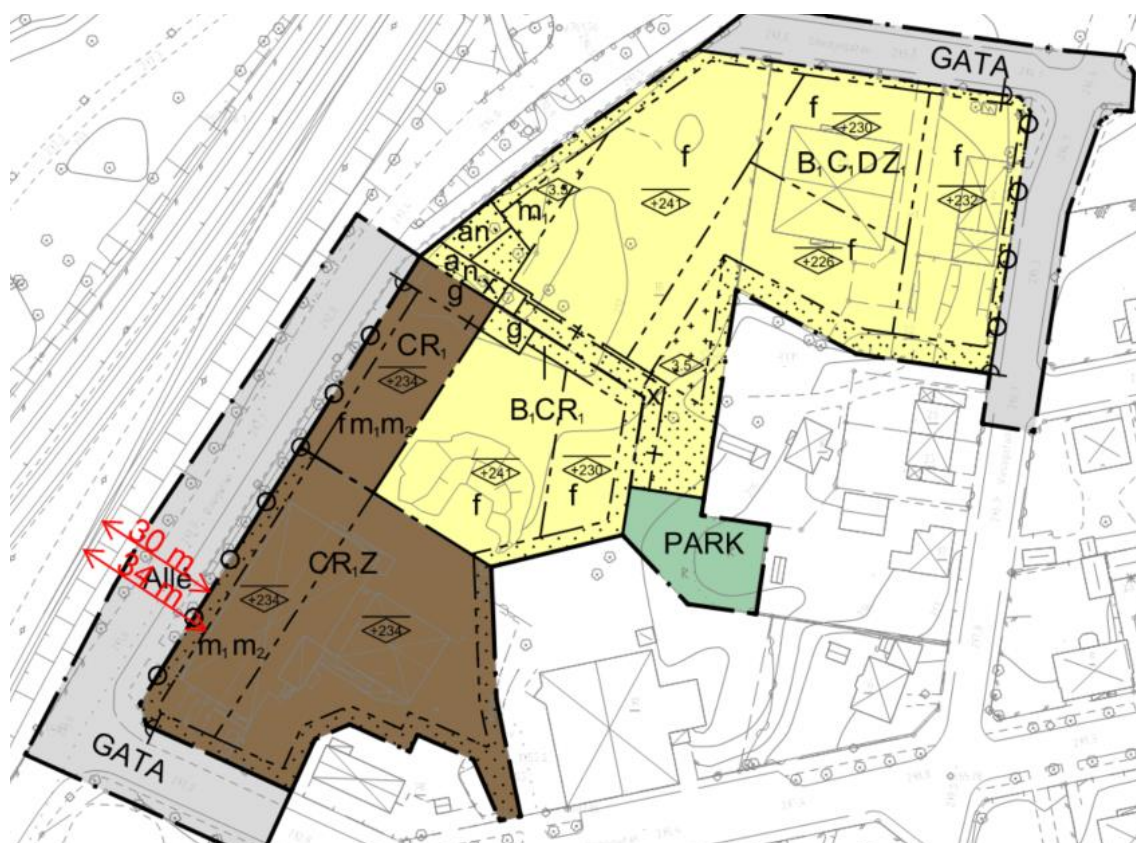 GATA
f
+230
B₁C₁DZ₁
f
f
3.5
m₁
+241
+232
an
f
+226
an
x
g
g
3.5
CR₁
x
+234
B₁CR₁
f m₁ m₂
+241
+230
f
f
30 m
PARK
Allé
34 m
CR₁Z
+234
+234
m₁ m₂
GATA